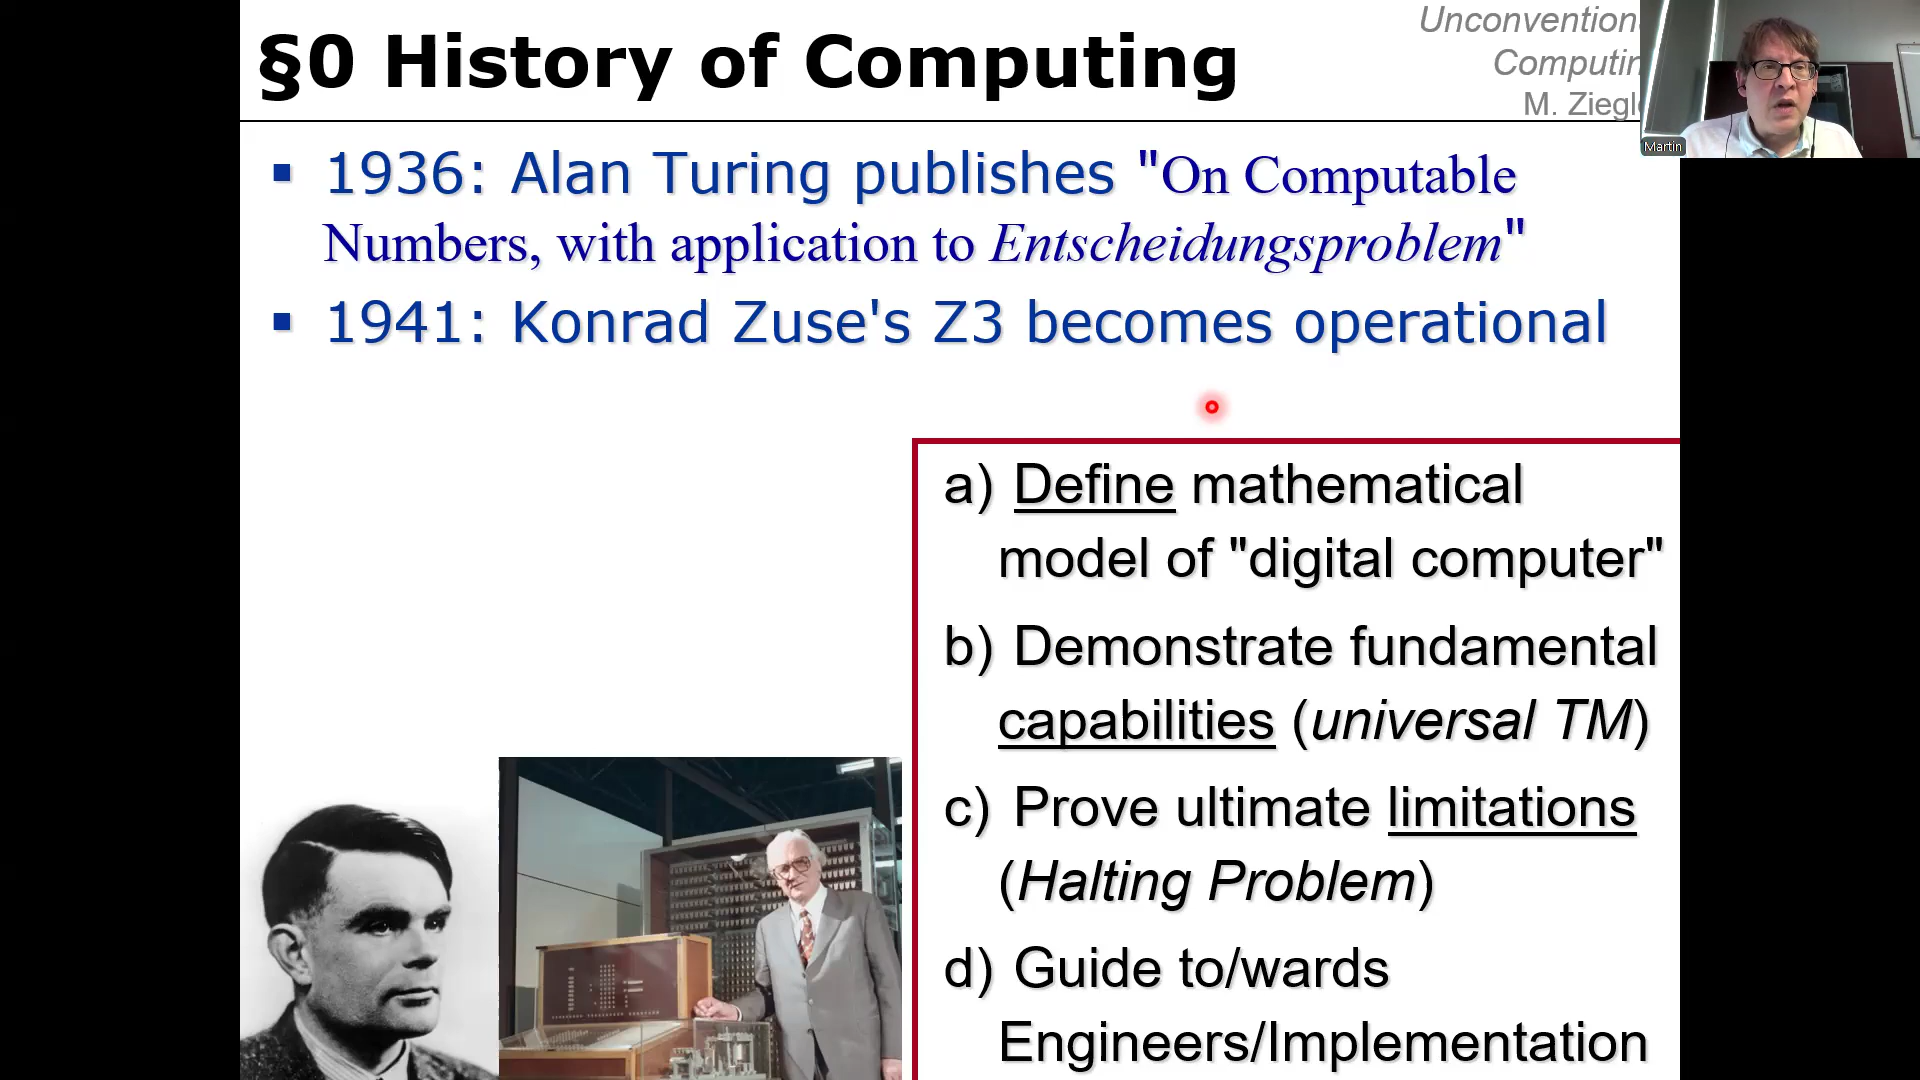 §0 History of Computing
Unconvention
Computin
M. Ziegl
Martin
▪ 1936: Alan Turing publishes "On Computable
Numbers, with application to Entscheidungsproblem"
▪ 1941: Konrad Zuse's Z3 becomes operational
a) Define mathematical
model of "digital computer"
b) Demonstrate fundamental
capabilities (universal TM)
c) Prove ultimate limitations
(Halting Problem)
d) Guide to/wards
Engineers/Implementation